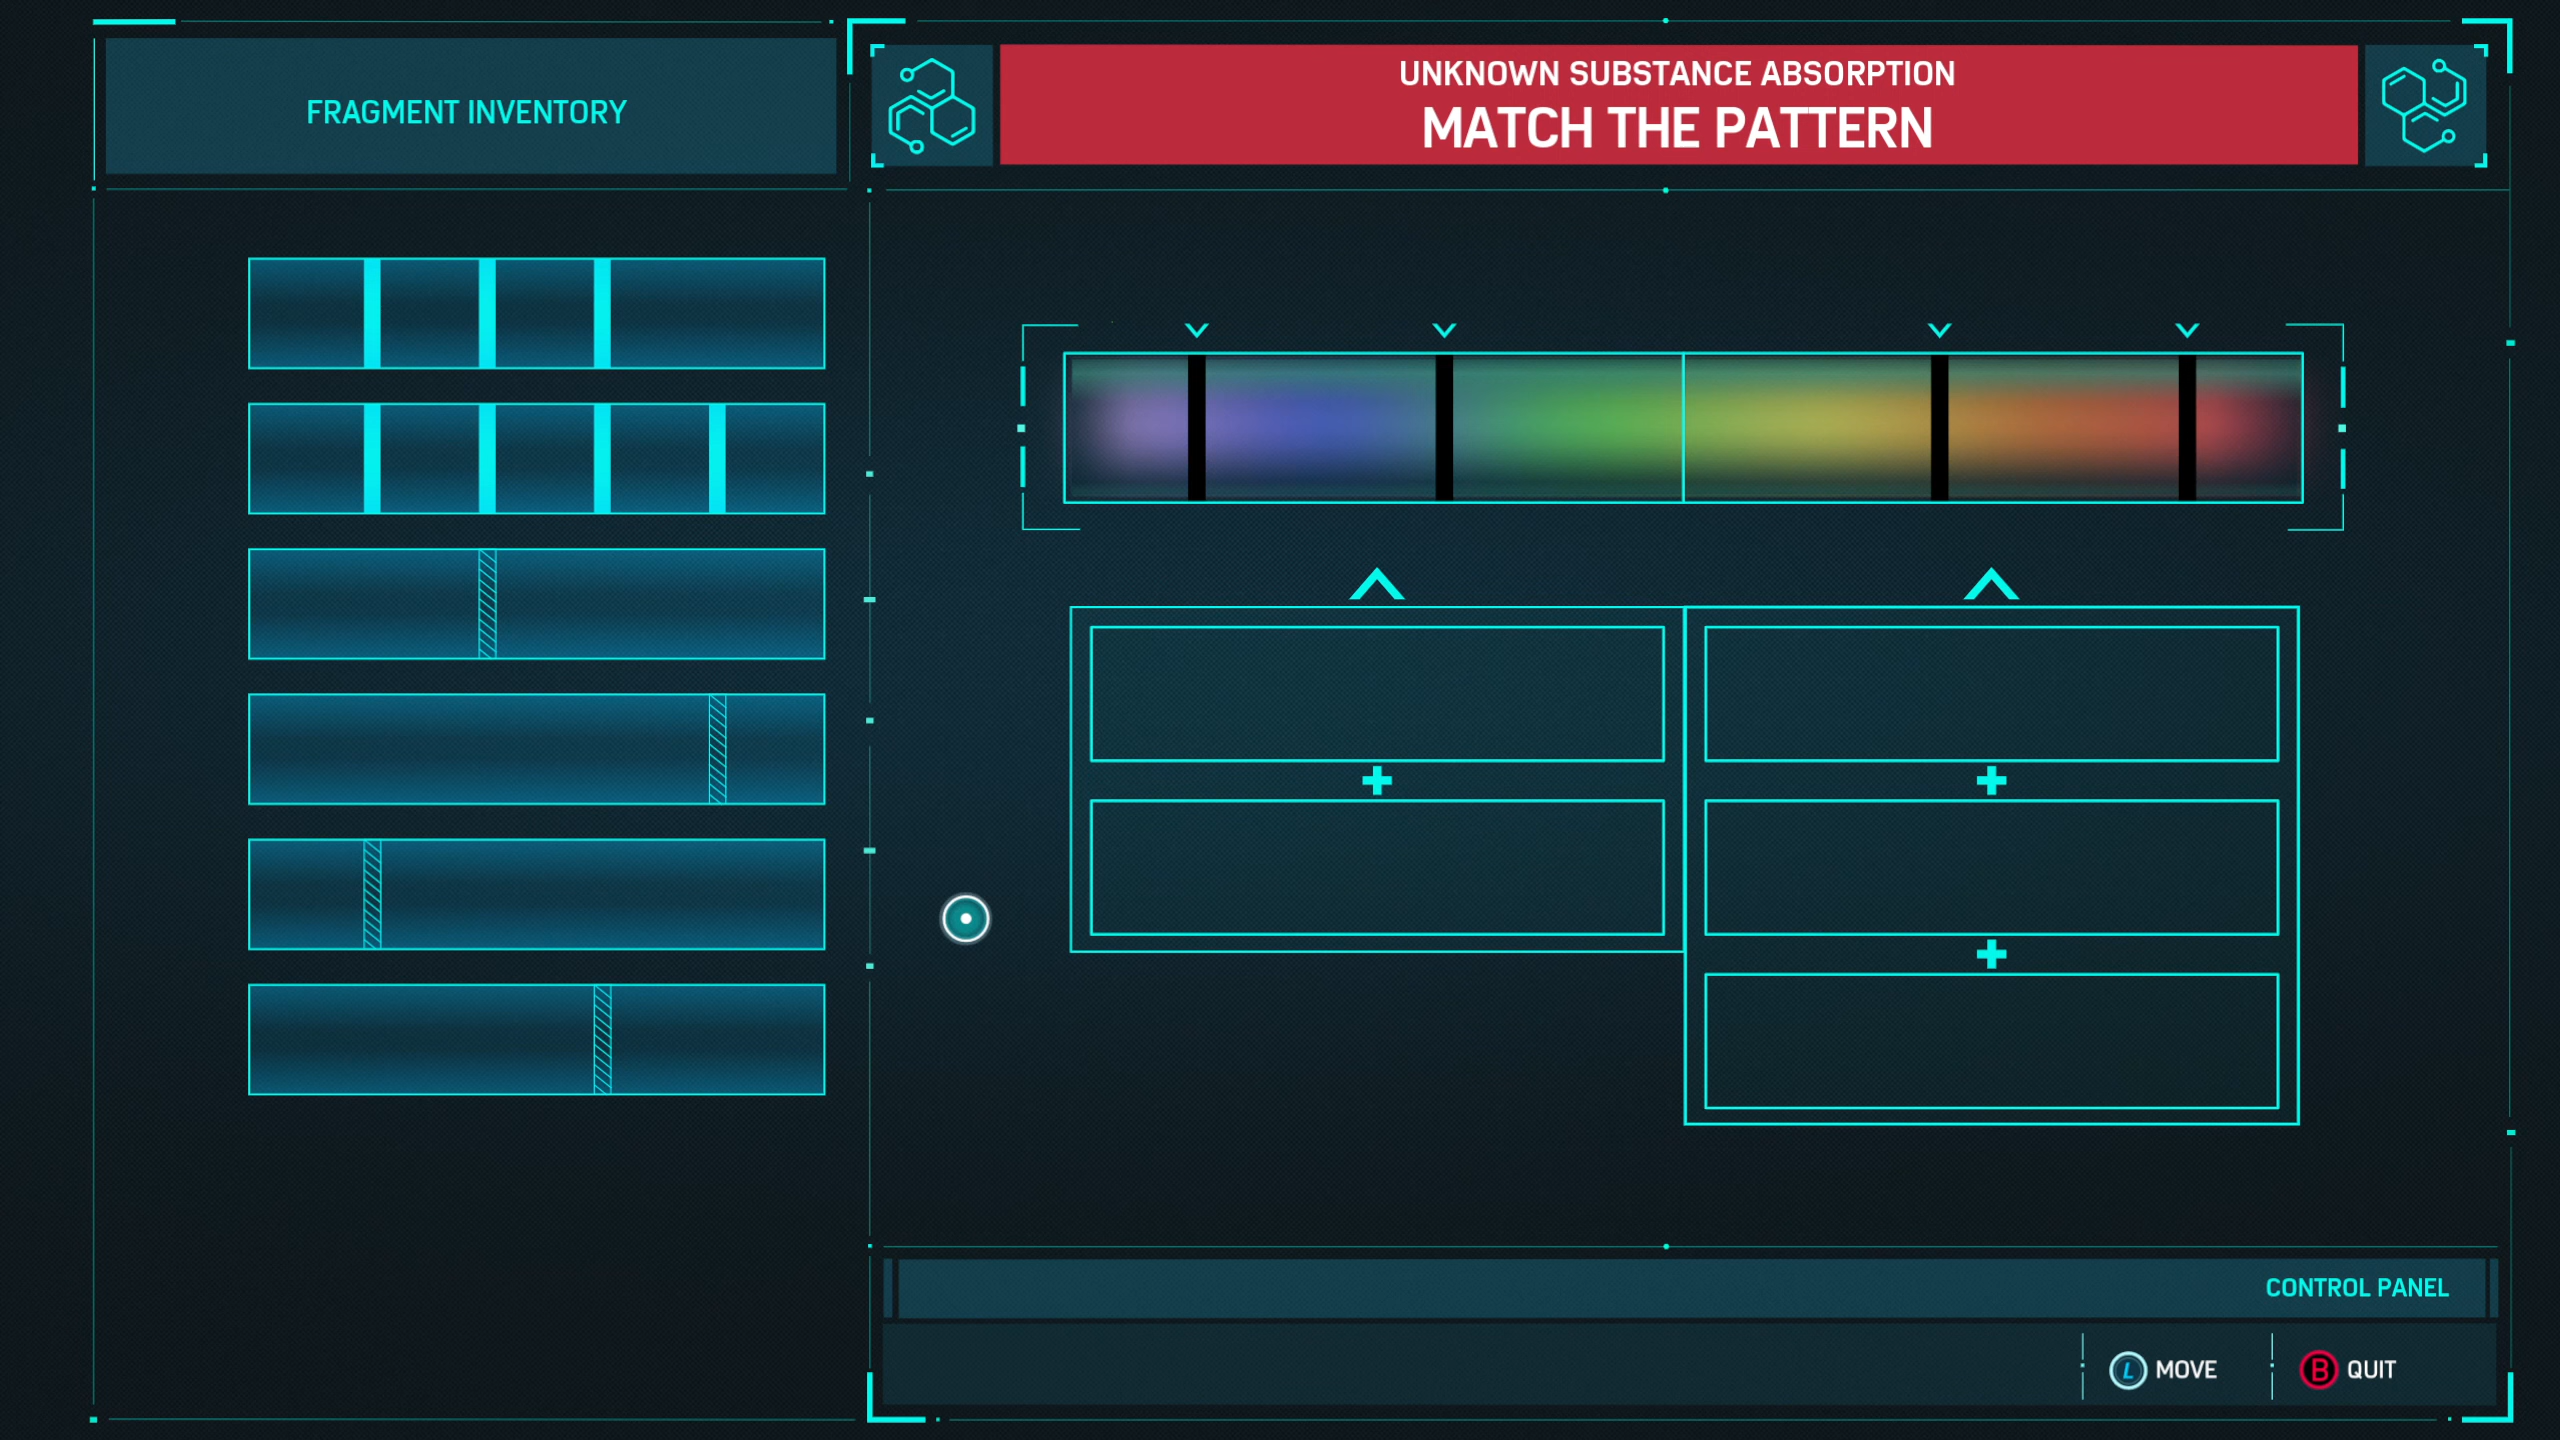 FRAGMENT INVENTORY
UNKNOWN SUBSTANCE ABSORPTION
MATCH THE PATTERN
CONTROL PANEL
L MOVE
B QUIT